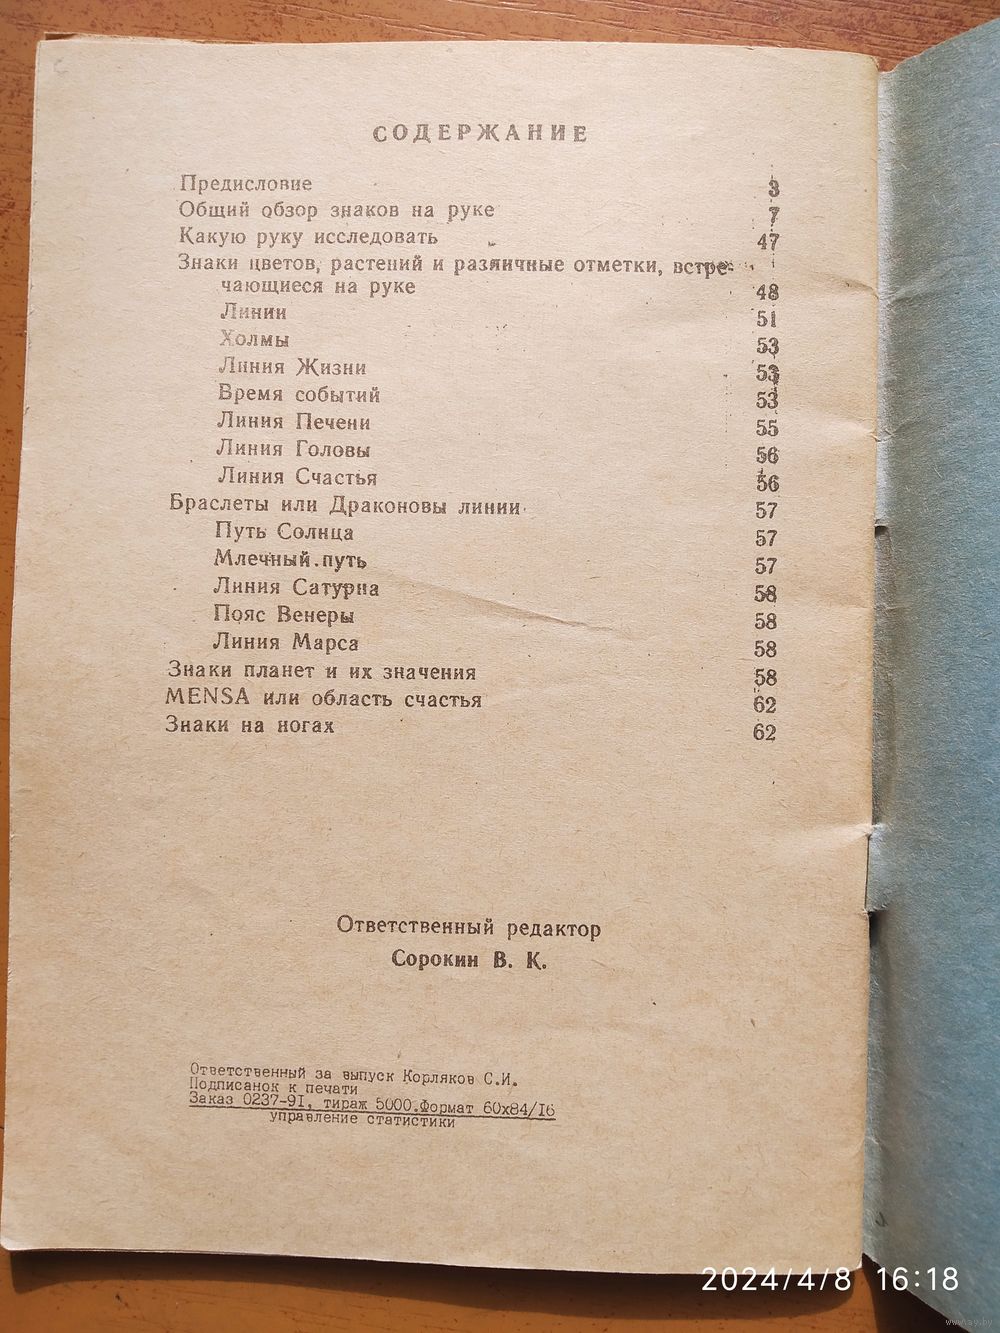 СОДЕРЖАНИЕ
Предисловие 3
Общий обзор знаков на руке 7
Какую руку исследовать 47
Знаки цветов, растений и различные отметки, встре-
чающиеся на руке 48
Линии 51
Холмы 53
Линия Жизни 53
Время событий 53
Линия Печени 55
Линия Головы 56
Линия Счастья 56
Браслеты или Драконовы линии 57
Путь Солнца 57
Млечный путь 57
Линия Сатурна 58
Пояс Венеры 58
Линия Марса 58
Знаки планет и их значения 58
MENSA или область счастья 62
Знаки на ногах 62
Ответственный редактор
Сорокин В. К.
Ответственный за выпуск Корляков С.И.
Подписанок к печати
Заказ 0237-91, тираж 5000.Формат 60x84/16
управление статистики
2024/4/8 16:18
www.ay.by